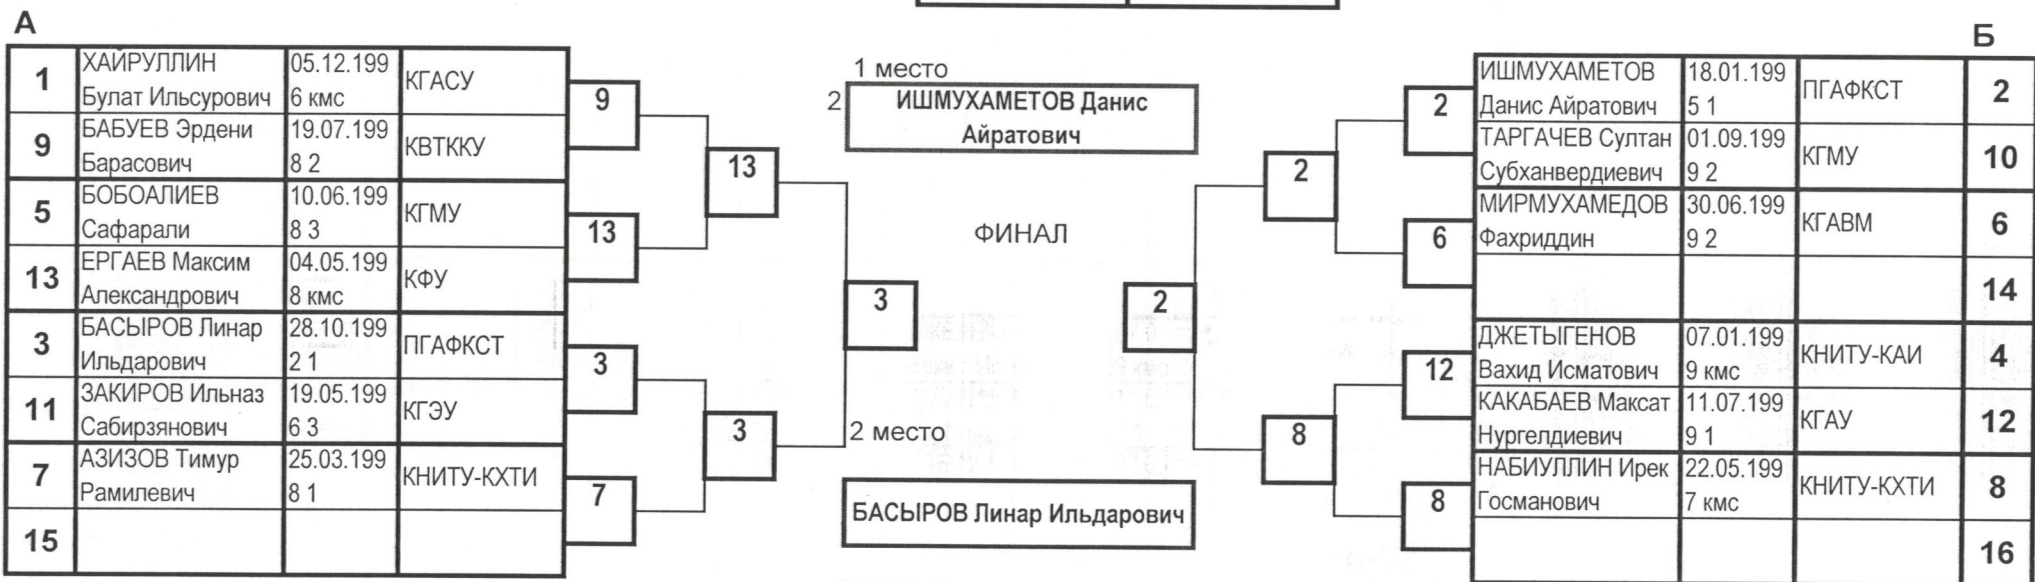 А
Б
1
ХАЙРУЛЛИН
Булат Ильсурович
05.12.199
6 кмс
КГАСУ
9
БАБУЕВ Эрдени
Барасович
19.07.199
8 2
КВТККУ
5
БОБОАЛИЕВ
Сафарали
10.06.199
8 3
КГМУ
13
ЕРГАЕВ Максим
Александрович
04.05.199
8 кмс
КФУ
3
БАСЫРОВ Линар
Ильдарович
28.10.199
2 1
ПГАФКСТ
11
ЗАКИРОВ Ильназ
Сабирзянович
19.05.199
6 3
КГЭУ
7
АЗИЗОВ Тимур
Рамилевич
25.03.199
8 1
КНИТУ-КХТИ
15
9
13
3
7
13
3
3
1 место
2
ИШМУХАМЕТОВ Данис
Айратович
ФИНАЛ
2 место
БАСЫРОВ Линар Ильдарович
2
2
8
2
6
12
8
ИШМУХАМЕТОВ
Данис Айратович
18.01.199
5 1
ПГАФКСТ
2
ТАРГАЧЕВ Султан
Субханвердиевич
01.09.199
9 2
КГМУ
10
МИРМУХАМЕДОВ
Фахриддин
30.06.199
9 2
КГАВМ
6
14
ДЖЕТЫГЕНОВ
Вахид Исматович
07.01.199
9 кмс
КНИТУ-КАИ
4
КАКАБАЕВ Максат
Нургелдиевич
11.07.199
9 1
КГАУ
12
НАБИУЛЛИН Ирек
Госманович
22.05.199
7 кмс
КНИТУ-КХТИ
8
16